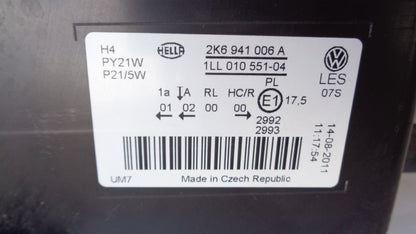 H4 HELLA 2K6 941 006 A
PY21W 1LL 010 551-04
P21/5W PL LES
07S
1a A RL HC/R E1 17,5
01 02 00 00
2992
2993
14-08-2011
11:17:54
UM7 Made in Czech Republic